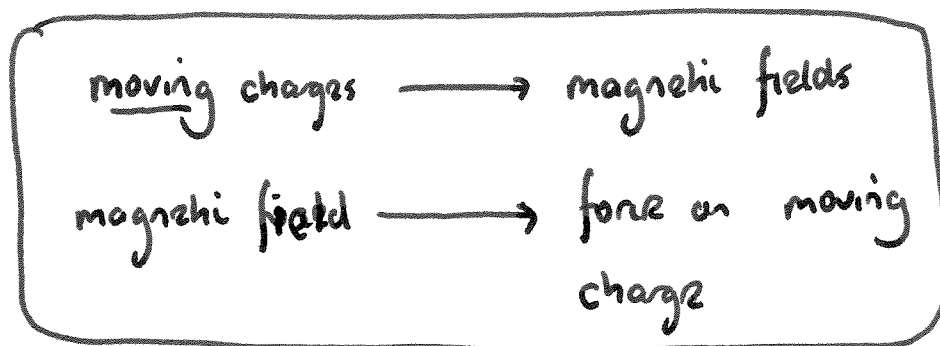 moving charges → magnetic fields
magnetic field → force on moving
charge